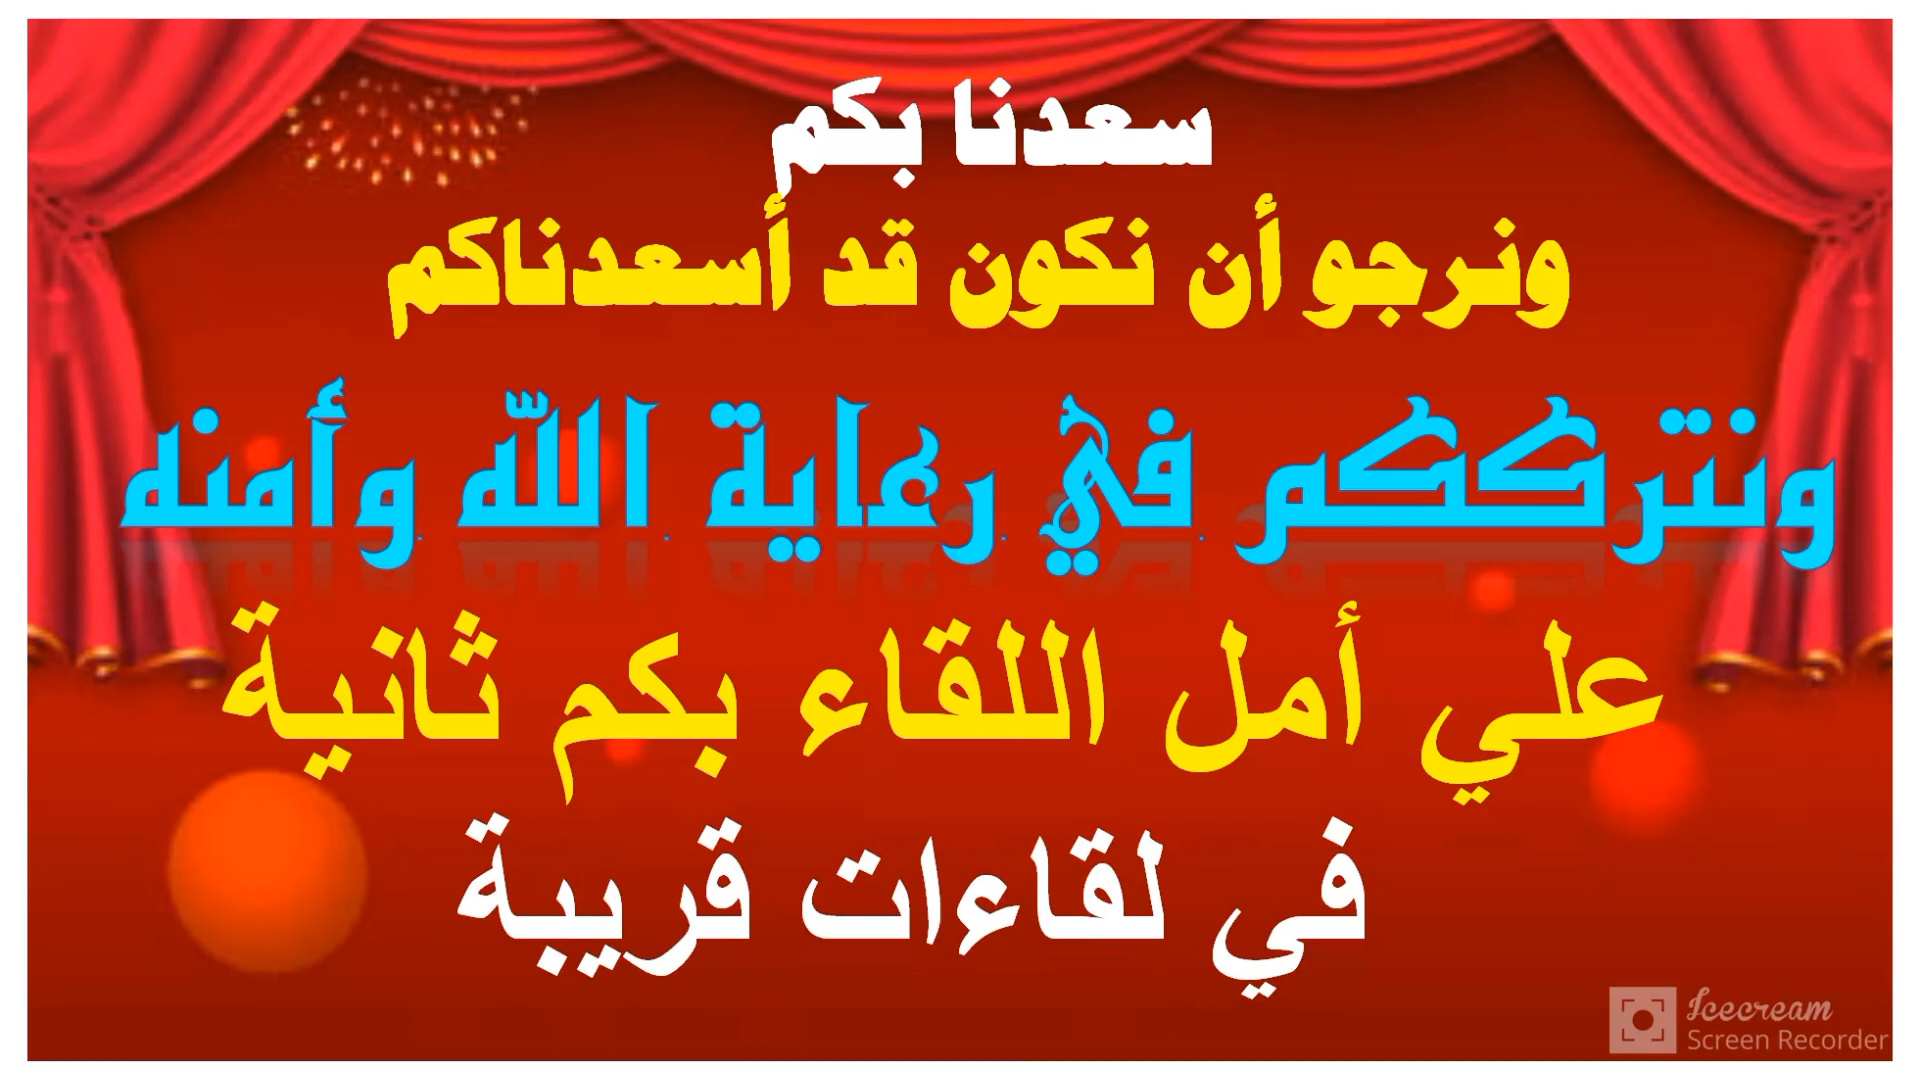 سعدنا بكم
ونرجو أن نكون قد أسعدناكم
ونترككم في رعاية الله وأمنه
علي أمل اللقاء بكم ثانية
في لقاءات قريبة
Icecream
Screen Recorder